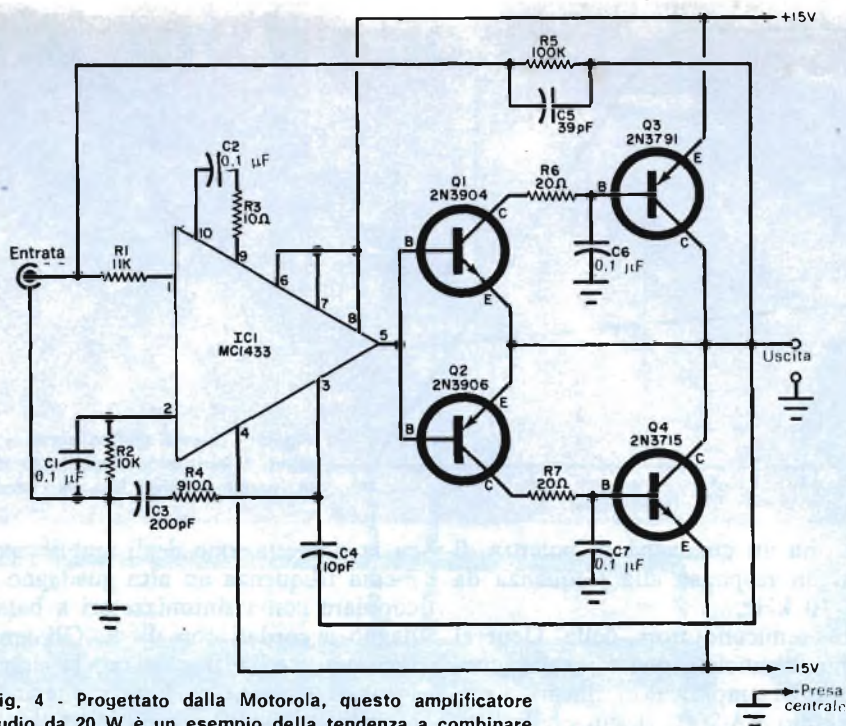 +15V
R5
100K
C5
39pF
Q3
2N3791
E
B
C
C2
0.1 µF
R3
10Ω
Q1
2N3904
R6
20Ω
C
B
E
C6
0.1 µF
Entrata
R1
11K
10
9
6
7
8
1
IC1
MC1433
5
2
3
4
Uscita
Q2
2N3906
E
B
C
Q4
2N3715
R7
20Ω
C
B
E
C1
0.1 µF
R2
10K
R4
910Ω
C3
200pF
C4
10pF
C7
0.1 µF
-15V
Presa
centrale
Fig. 4 - Progettato dalla Motorola, questo amplificatore
audio da 20 W è un esempio della tendenza a combinare